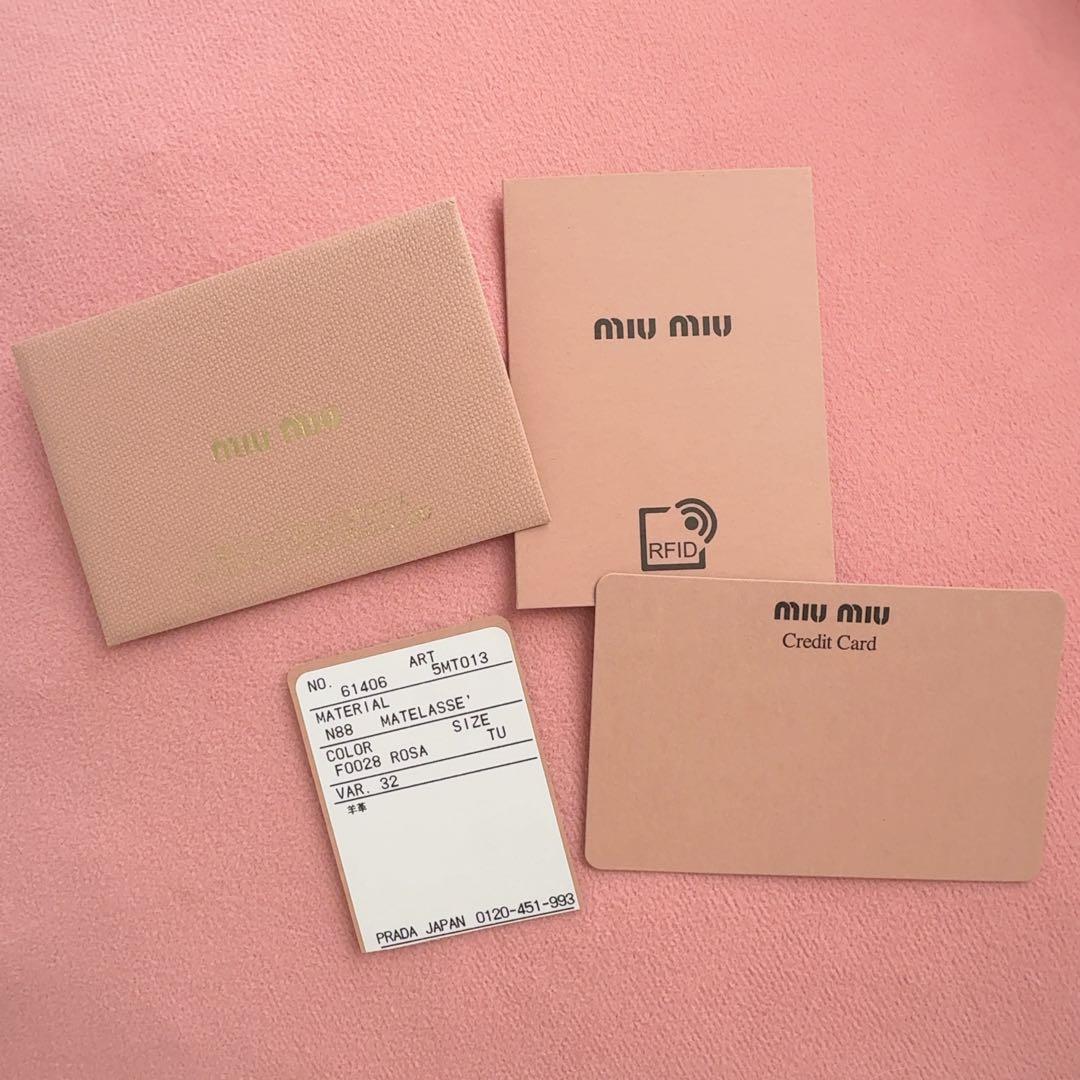 miu miu
miu miu
RFID
miu miu
Credit Card
NO. ART
61406 5MT013
MATERIAL
N88 MATELASSE'
COLOR SIZE
F0028 ROSA TU
VAR. 32
羊革
PRADA JAPAN 0120-451-993